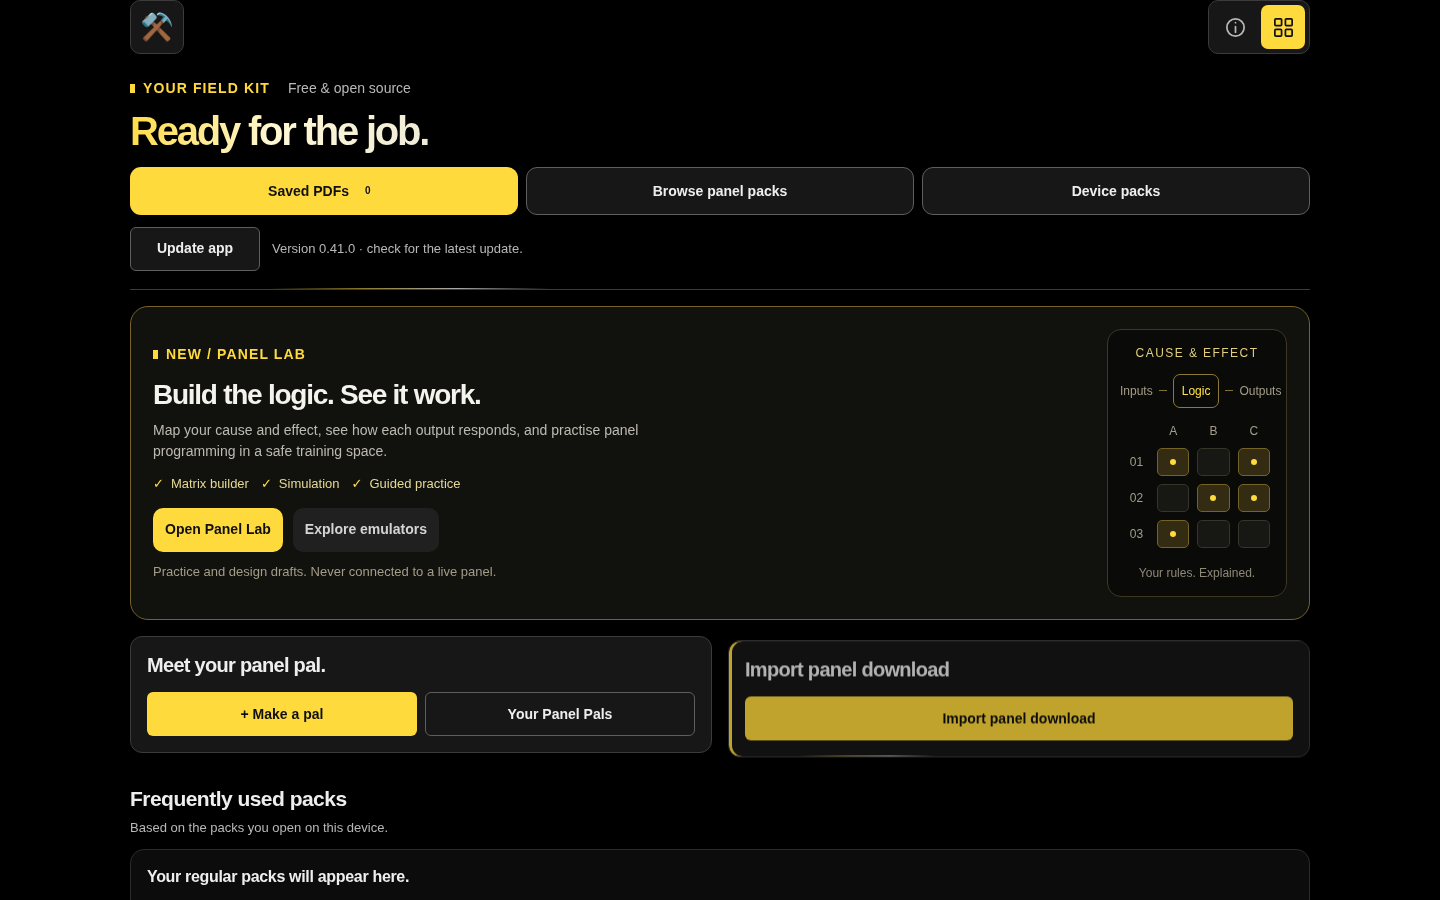 YOUR FIELD KIT Free & open source
Ready for the job.
Saved PDFs 0
Browse panel packs
Device packs
Update app Version 0.41.0 · check for the latest update.
NEW / PANEL LAB
Build the logic. See it work.
Map your cause and effect, see how each output responds, and practise panel
programming in a safe training space.
✓ Matrix builder ✓ Simulation ✓ Guided practice
Open Panel Lab Explore emulators
Practice and design drafts. Never connected to a live panel.
CAUSE & EFFECT
Inputs Logic Outputs
A B C
01
02
03
Your rules. Explained.
Meet your panel pal.
+ Make a pal Your Panel Pals
Import panel download
Import panel download
Frequently used packs
Based on the packs you open on this device.
Your regular packs will appear here.